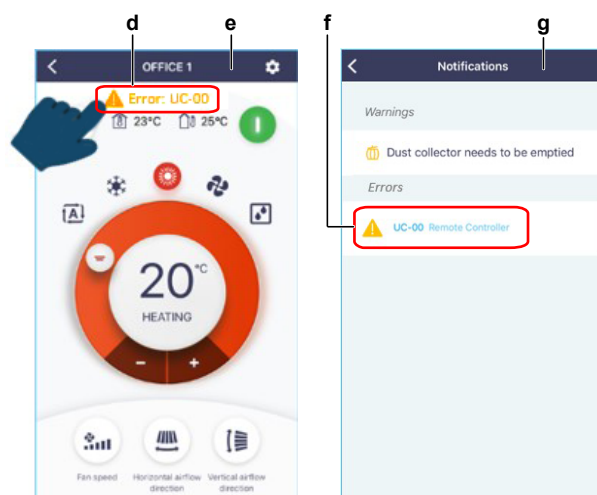 d
e
f
g
OFFICE 1
Error: UC-00
23°C
25°C
A
20°C
HEATING
-
+
Fan speed
Horizontal airflow
direction
Vertical airflow
direction
Notifications
Warnings
Dust collector needs to be emptied
Errors
UC-00 Remote Controller